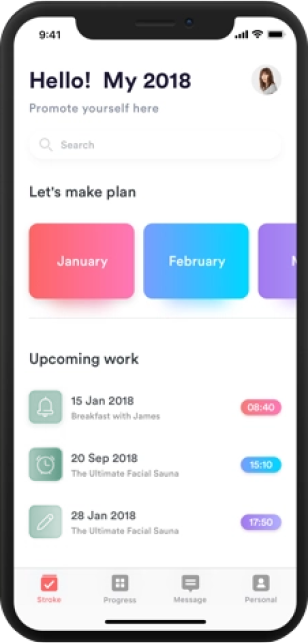 9:41
Hello! My 2018
Promote yourself here
Search
Let's make plan
January
February
M
Upcoming work
15 Jan 2018
Breakfast with James
08:40
20 Sep 2018
The Ultimate Facial Sauna
15:10
28 Jan 2018
The Ultimate Facial Sauna
17:50
Stroke
Progress
Message
Personal